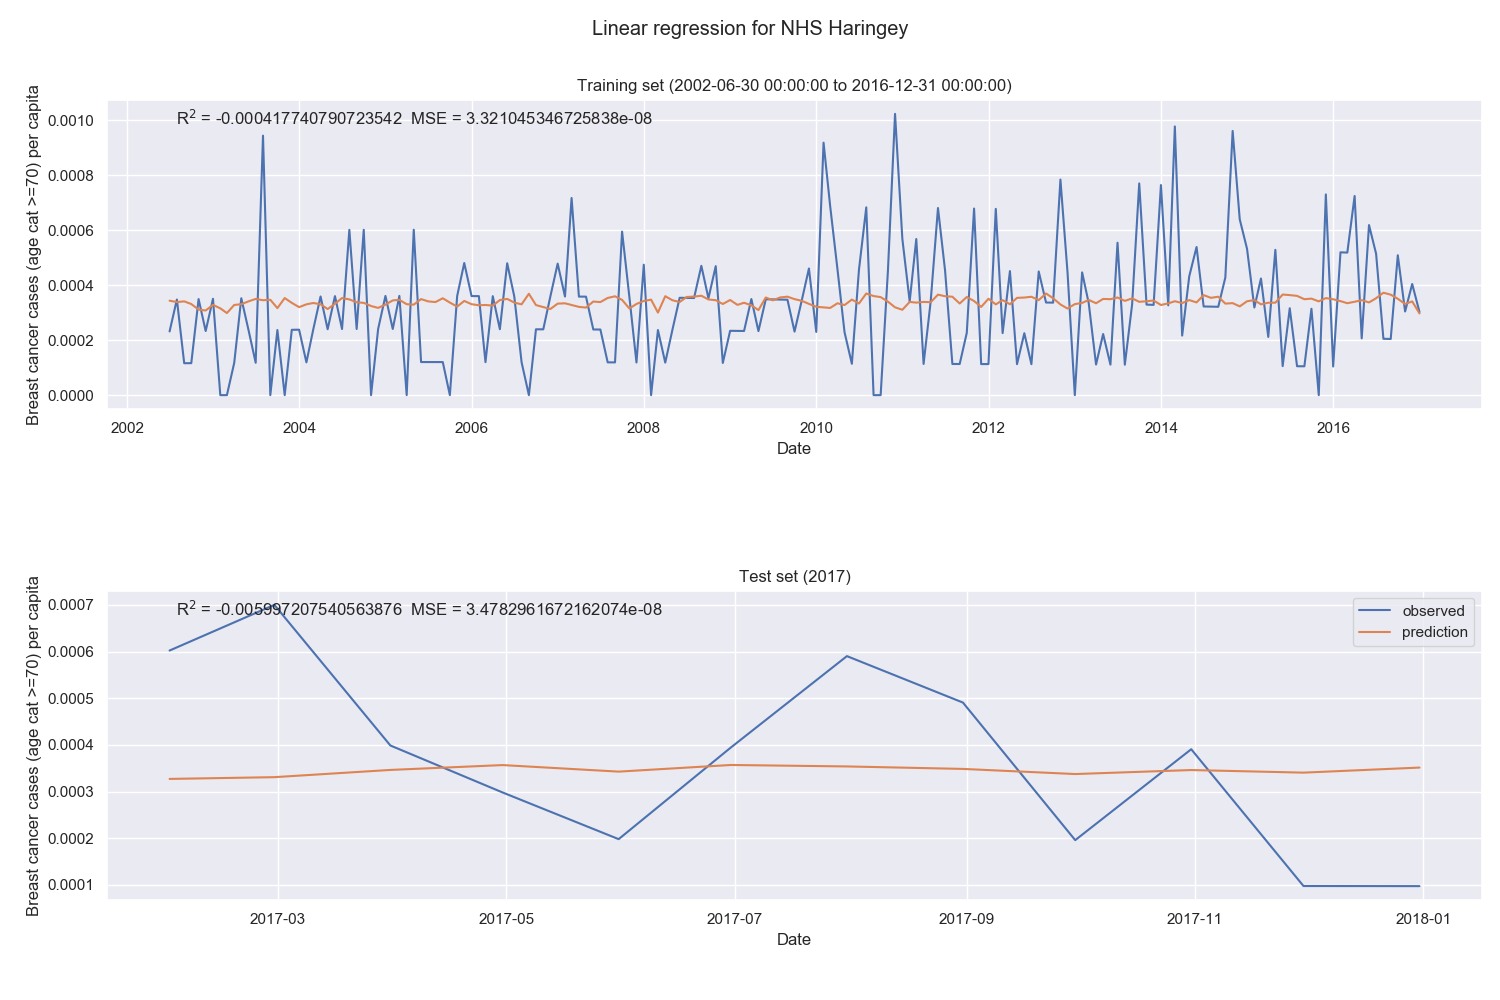 Linear regression for NHS Haringey
Training set (2002-06-30 00:00:00 to 2016-12-31 00:00:00)
R² = -0.000417740790723542 MSE = 3.321045346725838e-08
Breast cancer cases (age cat >=70) per capita
0.0010
0.0008
0.0006
0.0004
0.0002
0.0000
2002 2004 2006 2008 2010 2012 2014 2016
Date
Test set (2017)
R² = -0.005997207540563876 MSE = 3.4782961672162074e-08
observed
prediction
Breast cancer cases (age cat >=70) per capita
0.0007
0.0006
0.0005
0.0004
0.0003
0.0002
0.0001
2017-03 2017-05 2017-07 2017-09 2017-11 2018-01
Date